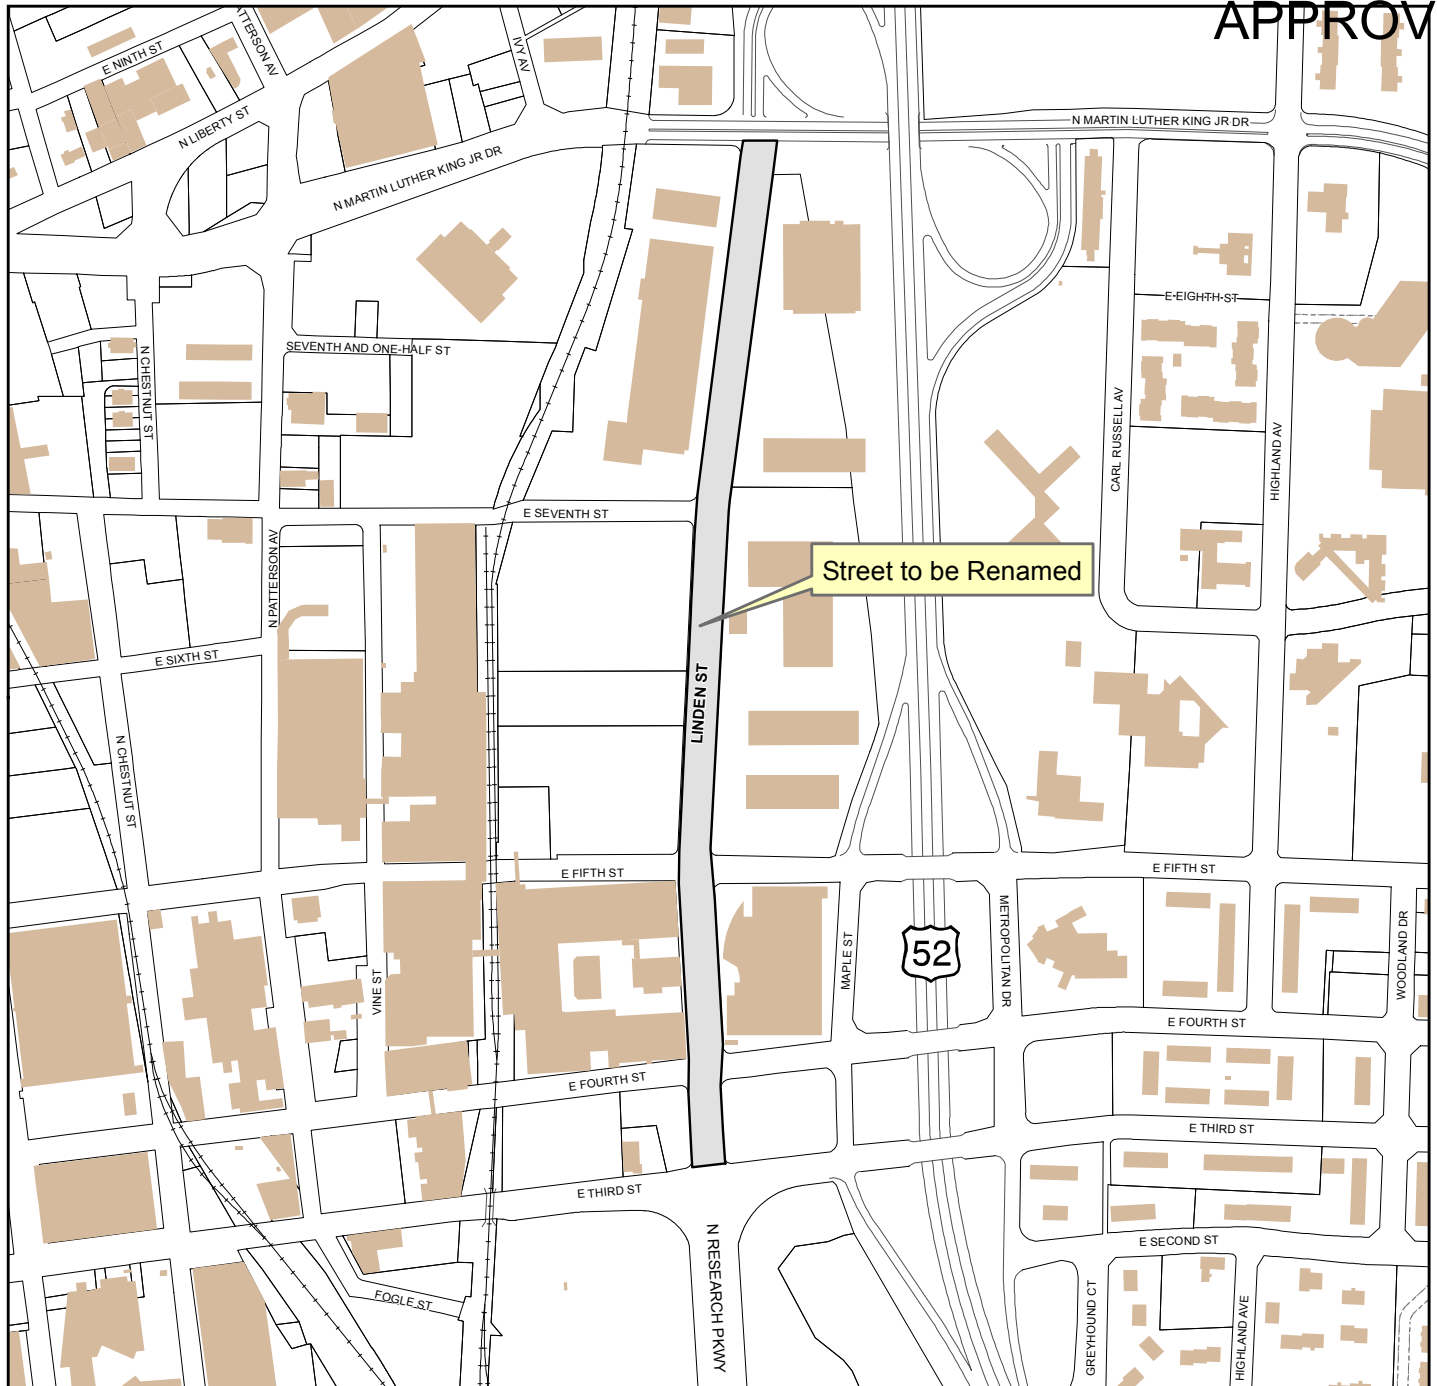 APPROV
E NINTH ST
PATTERSON AV
IVY AV
N LIBERTY ST
N MARTIN LUTHER KING JR DR
N MARTIN LUTHER KING JR DR
E EIGHTH ST
SEVENTH AND ONE-HALF ST
N CHESTNUT ST
CARL RUSSELL AV
HIGHLAND AV
E SEVENTH ST
N PATTERSON AV
Street to be Renamed
E SIXTH ST
LINDEN ST
N CHESTNUT ST
E FIFTH ST
E FIFTH ST
METROPOLITAN DR
MAPLE ST
52
WOODLAND DR
VINE ST
E FOURTH ST
E FOURTH ST
E THIRD ST
E THIRD ST
N RESEARCH PKWY
E SECOND ST
FOGLE ST
GREYHOUND CT
HIGHLAND AVE